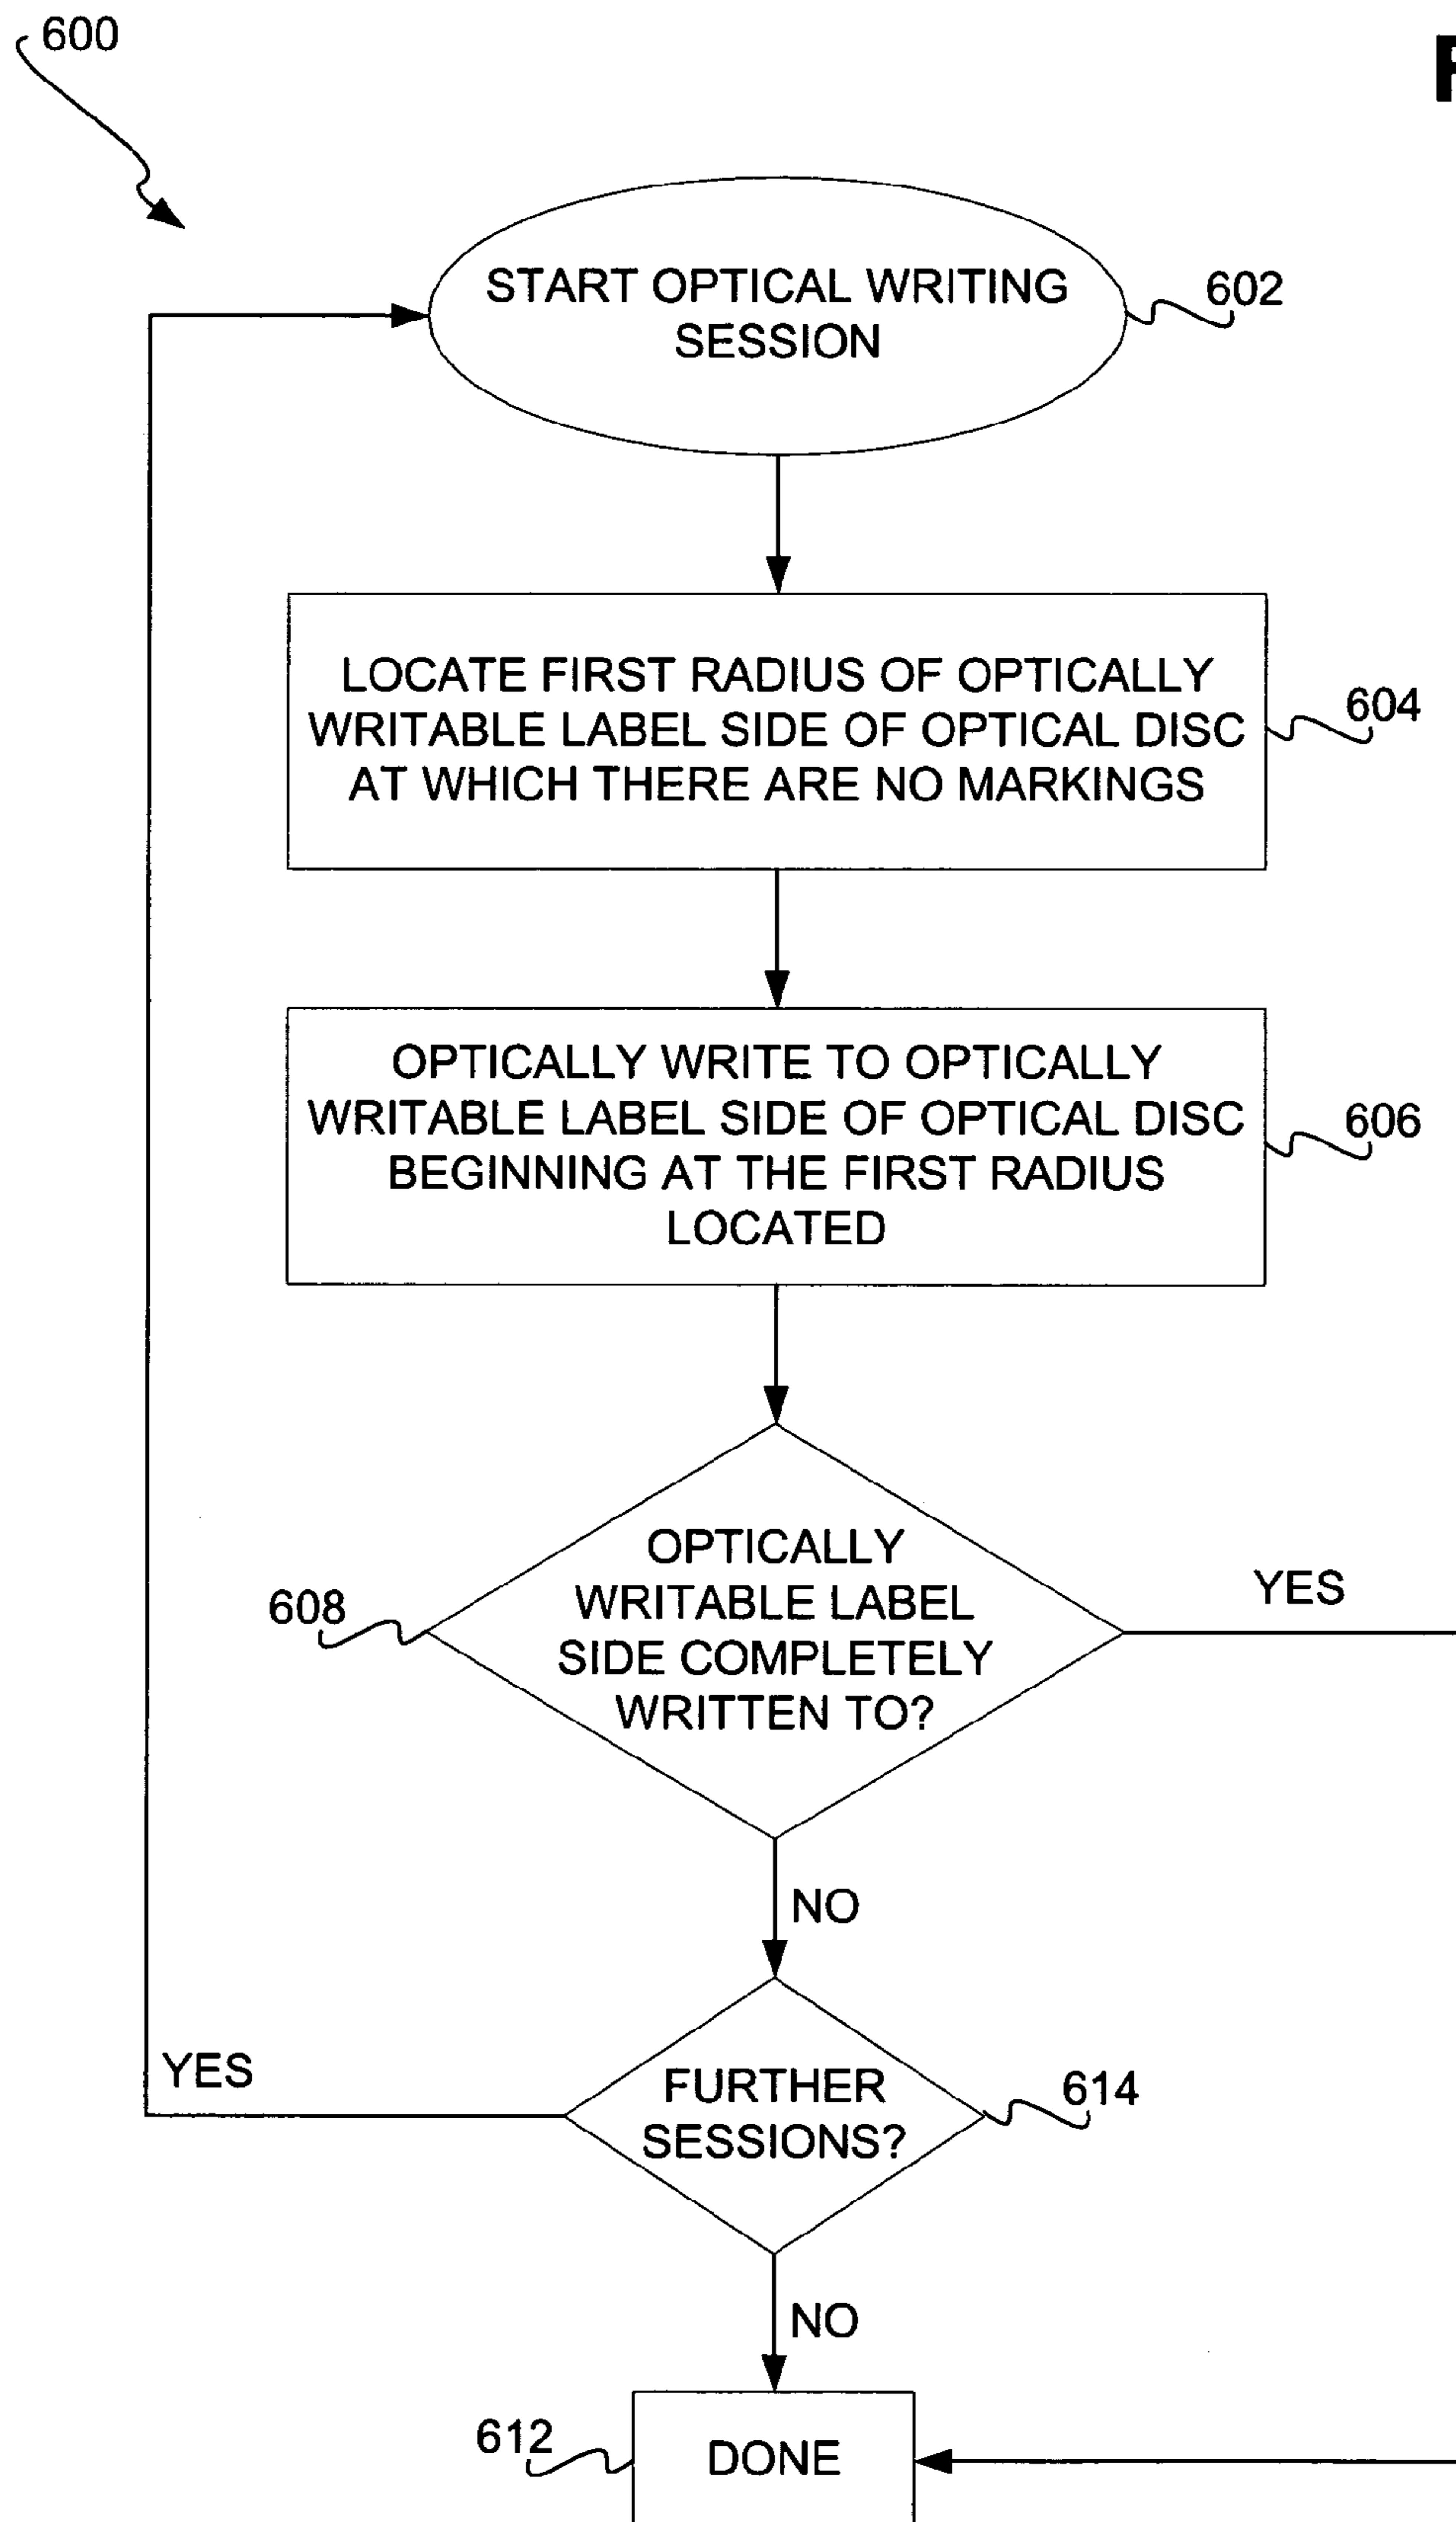 600
START OPTICAL WRITING
SESSION
602
LOCATE FIRST RADIUS OF OPTICALLY
WRITABLE LABEL SIDE OF OPTICAL DISC
AT WHICH THERE ARE NO MARKINGS
604
OPTICALLY WRITE TO OPTICALLY
WRITABLE LABEL SIDE OF OPTICAL DISC
BEGINNING AT THE FIRST RADIUS
LOCATED
606
OPTICALLY
WRITABLE LABEL
SIDE COMPLETELY
WRITTEN TO?
608
YES
NO
FURTHER
SESSIONS?
614
YES
NO
DONE
612